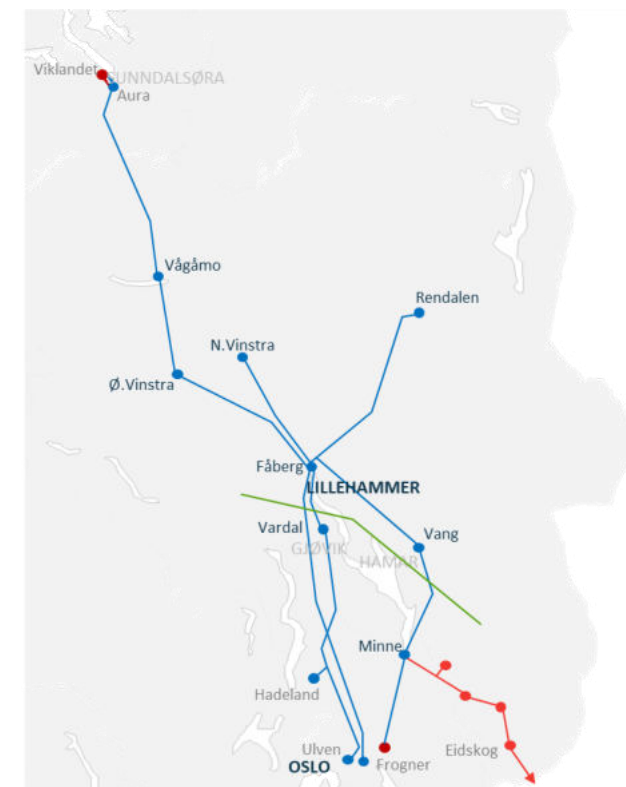 Viklandet
SUNNDALSØRA
Aura
Vågåmo
Rendalen
N.Vinstra
Ø.Vinstra
Fåberg
LILLEHAMMER
Vardal
Vang
GJØVIK
HAMAR
Minne
Hadeland
Ulven
Eidskog
OSLO
Frogner